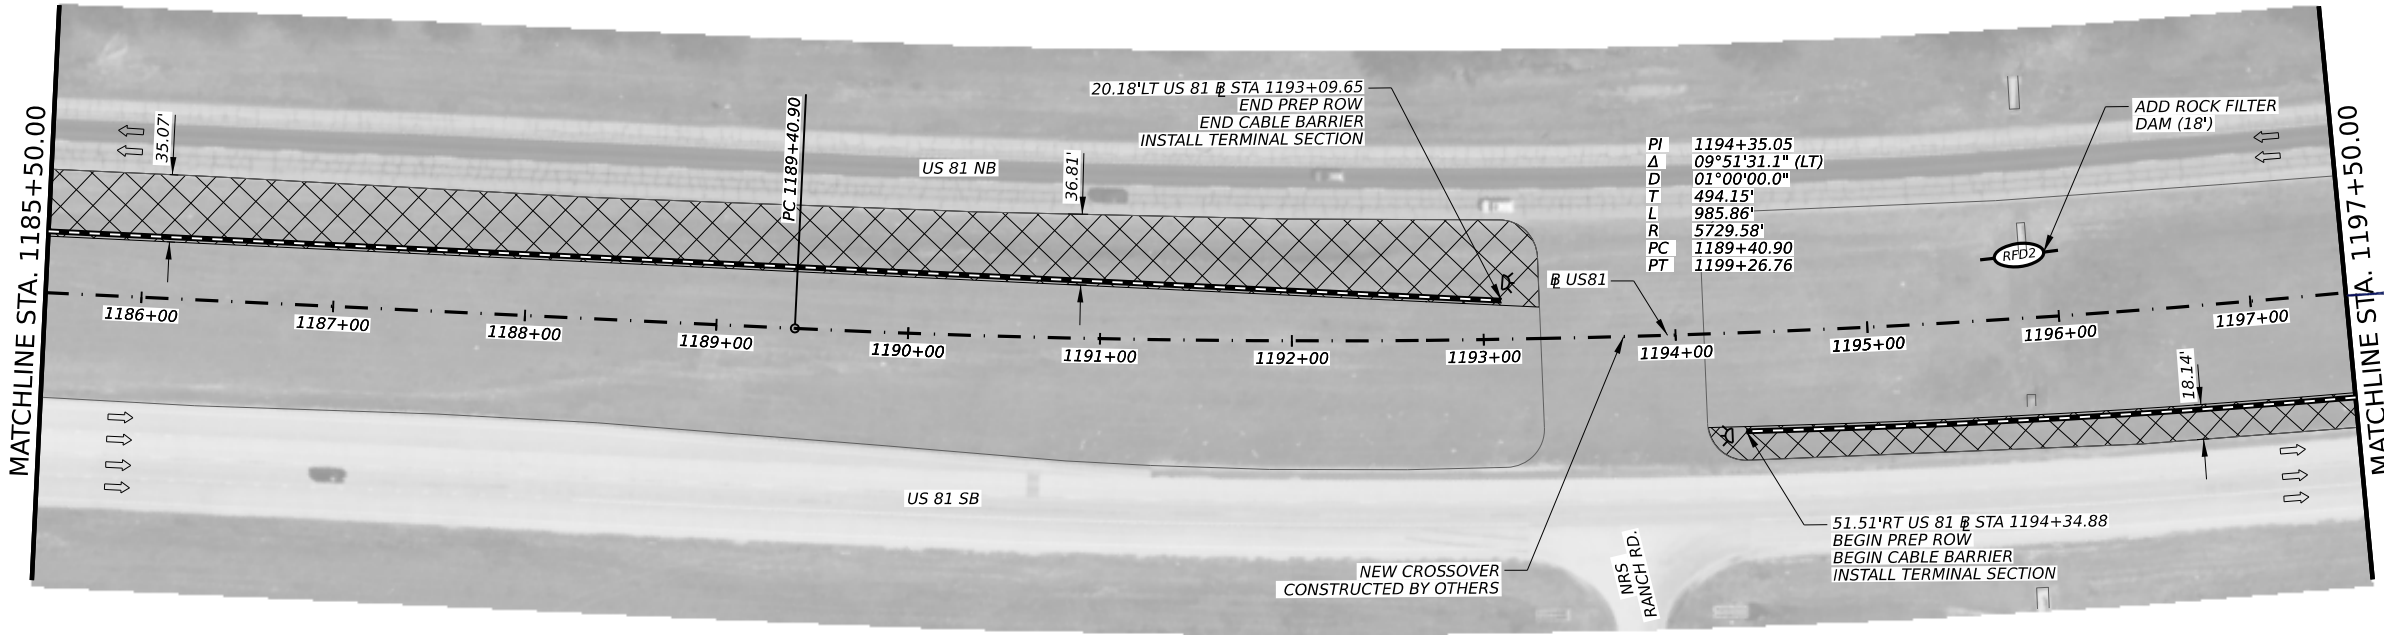 MATCHLINE STA. 1185+50.00
35.07'
PC 1189+40.90
US 81 NB
36.81'
20.18'LT US 81 ⅊ STA 1193+09.65
END PREP ROW
END CABLE BARRIER
INSTALL TERMINAL SECTION
PI 1194+35.05
Δ 09°51'31.1" (LT)
D 01°00'00.0"
T 494.15'
L 985.86'
R 5729.58'
PC 1189+40.90
PT 1199+26.76
ADD ROCK FILTER
DAM (18')
RFD2
⅊ US81
1186+00
1187+00
1188+00
1189+00
1190+00
1191+00
1192+00
1193+00
1194+00
1195+00
1196+00
1197+00
18.14'
US 81 SB
NEW CROSSOVER
CONSTRUCTED BY OTHERS
NRS
RANCH RD.
51.51'RT US 81 ⅊ STA 1194+34.88
BEGIN PREP ROW
BEGIN CABLE BARRIER
INSTALL TERMINAL SECTION
MATCHLINE STA. 1197+50.00